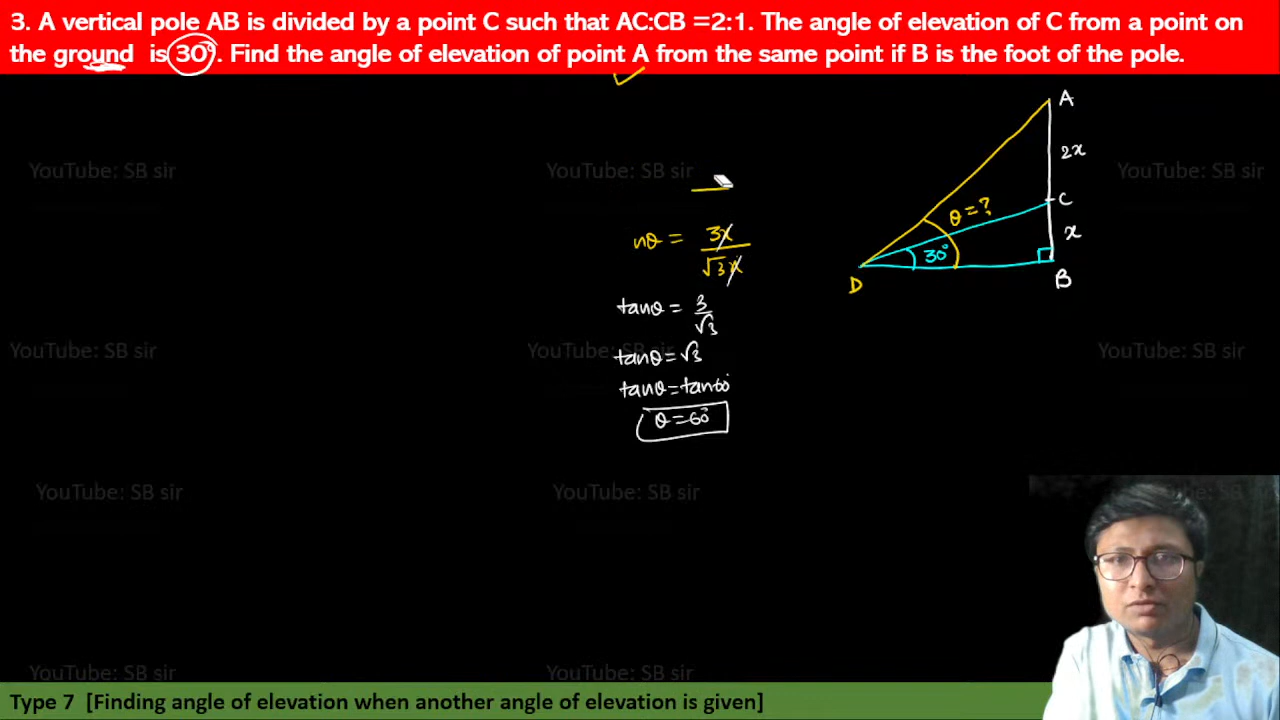 3. A vertical pole AB is divided by a point C such that AC:CB =2:1. The angle of elevation of C from a point on
the ground is 30°. Find the angle of elevation of point A from the same point if B is the foot of the pole.
A
2x
C
x
B
D
θ=?
30°
nθ = 3x/√3x
tanθ = 3/√3
tanθ = √3
tanθ = tan60°
θ=60°
YouTube: SB sir
YouTube: SB sir
YouTube: SB sir
YouTube: SB sir
YouTube: SB sir
YouTube: SB sir
YouTube: SB sir
YouTube: SB sir
YouTube: SB sir
YouTube: SB sir
Type 7 [Finding angle of elevation when another angle of elevation is given]